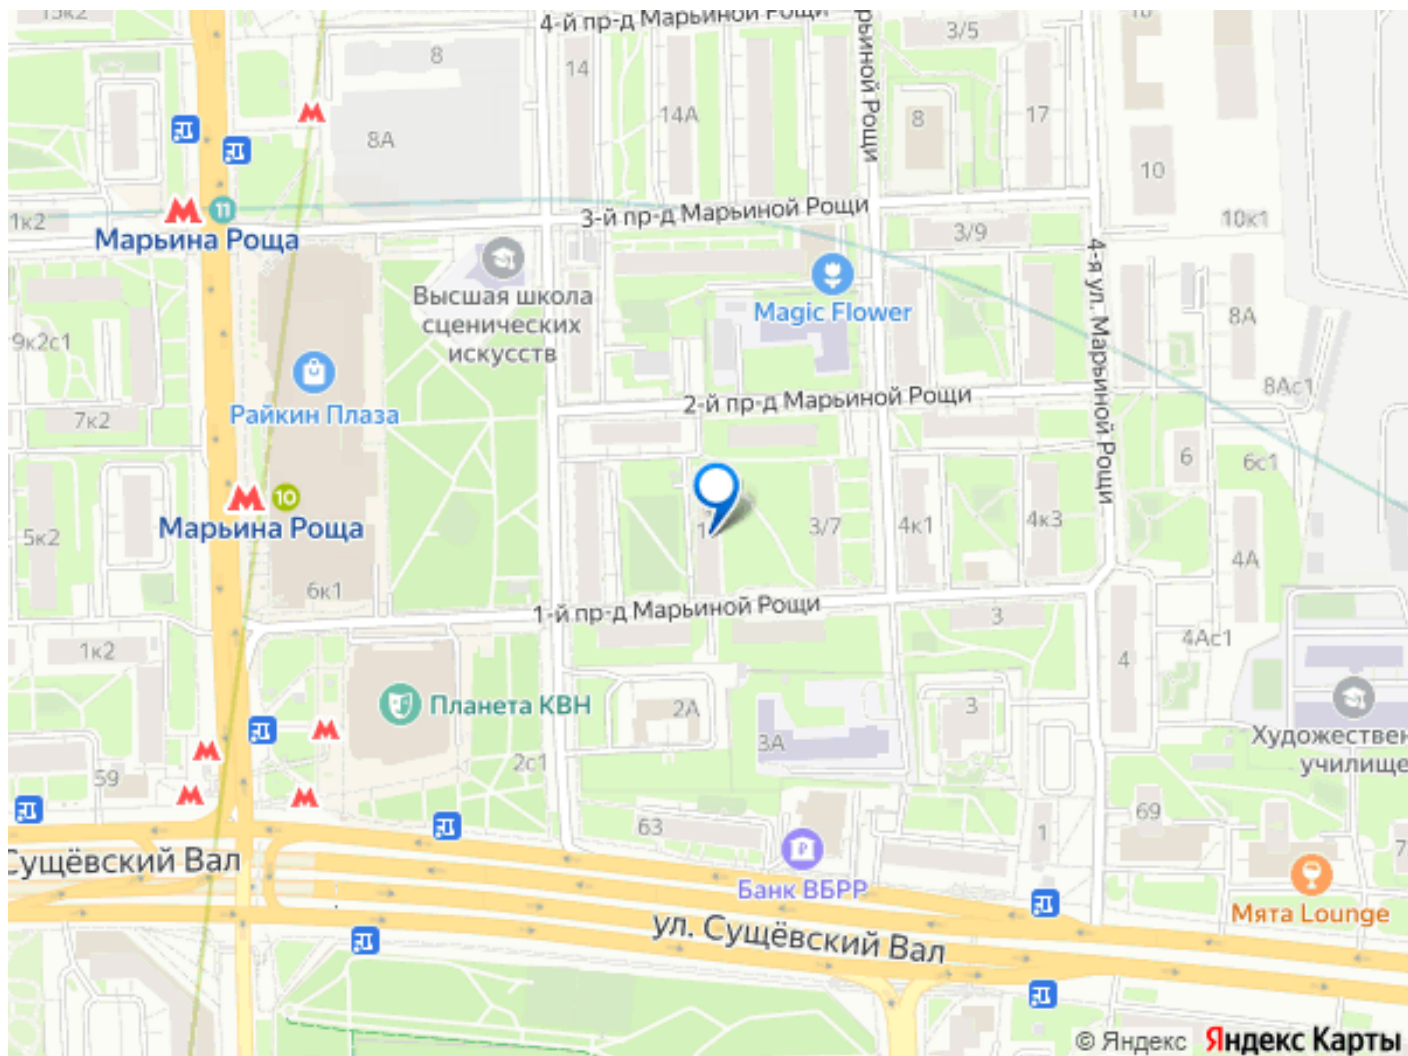 15к2
4-й пр-д Марьиной Рощи
8
14
3/5
8А
14А
8
17
10
3-й пр-д Марьиной Рощи
11
1к2
Марьина Роща
10к1
3/9
4-я ул. Марьиной Рощи
Magic Flower
Высшая школа
сценических
искусств
8А
9к2с1
Райкин Плаза
2-й пр-д Марьиной Рощи
8Ас1
7к2
6
6с1
10
Марьина Роща
5к2
3/7
4к1
4к3
4А
6к1
1-й пр-д Марьиной Рощи
3
4Ас1
1к2
4
Планета КВН
2А
3
3А
Художествен
училище
2с1
59
63
69
1
7
Сущёвский Вал
Банк ВБРР
Мята Lounge
ул. Сущёвский Вал
© Яндекс Яндекс Карты